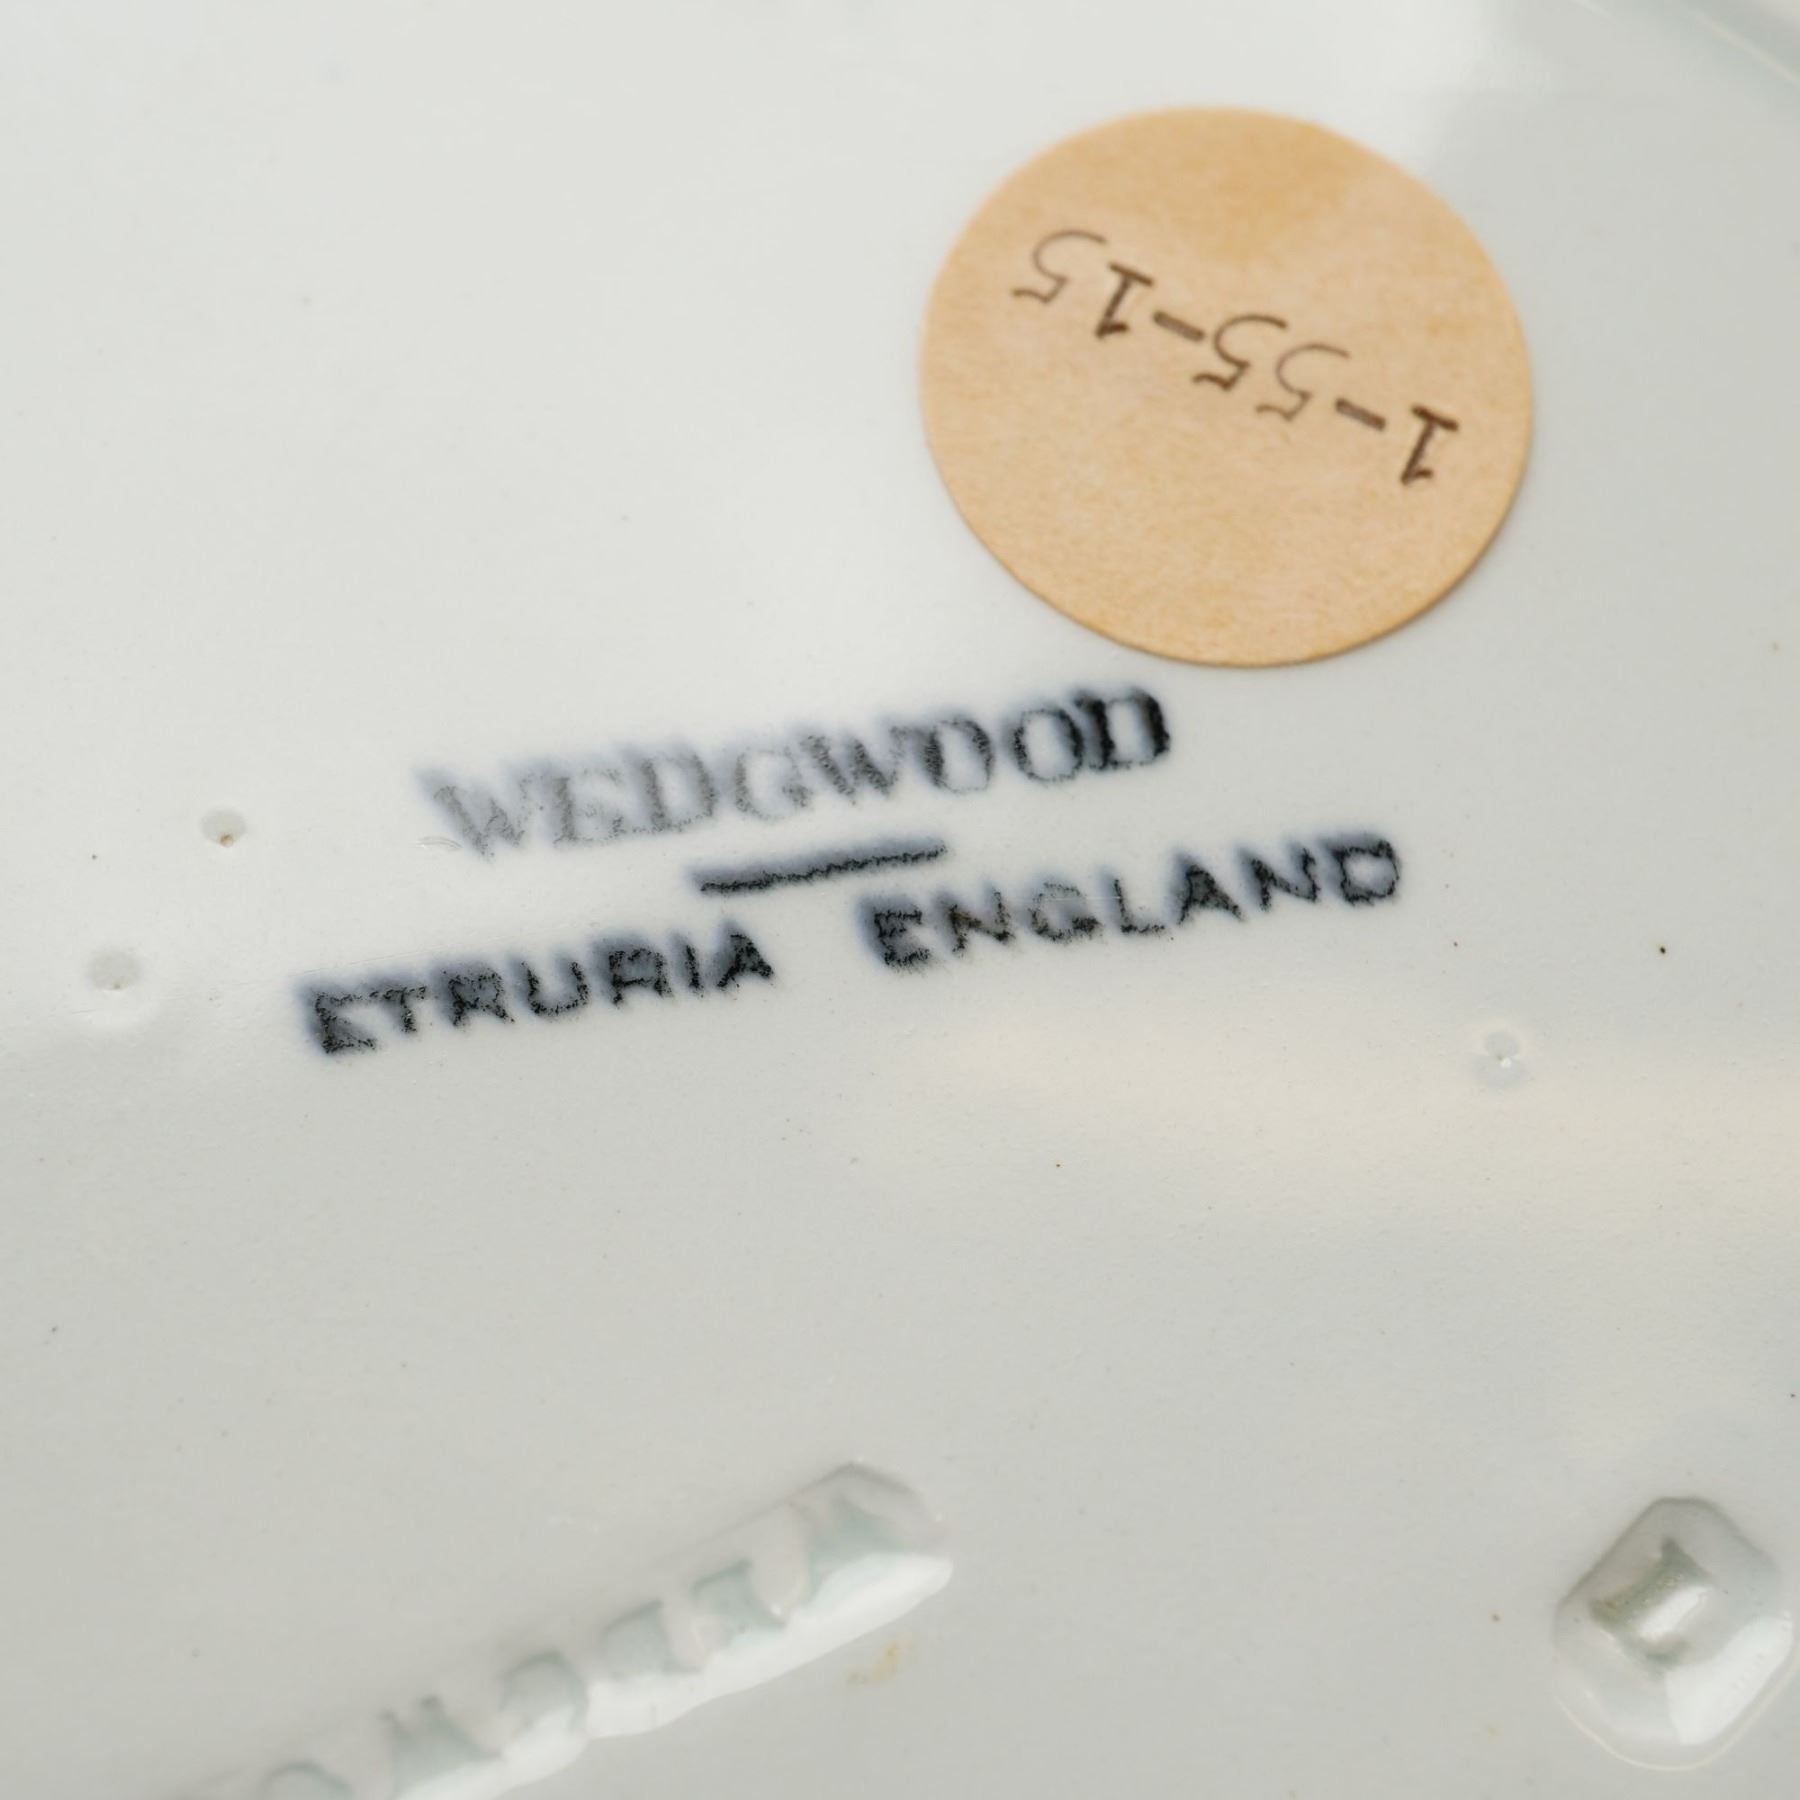 1-55-15
WEDGWOOD
ETRURIA ENGLAND